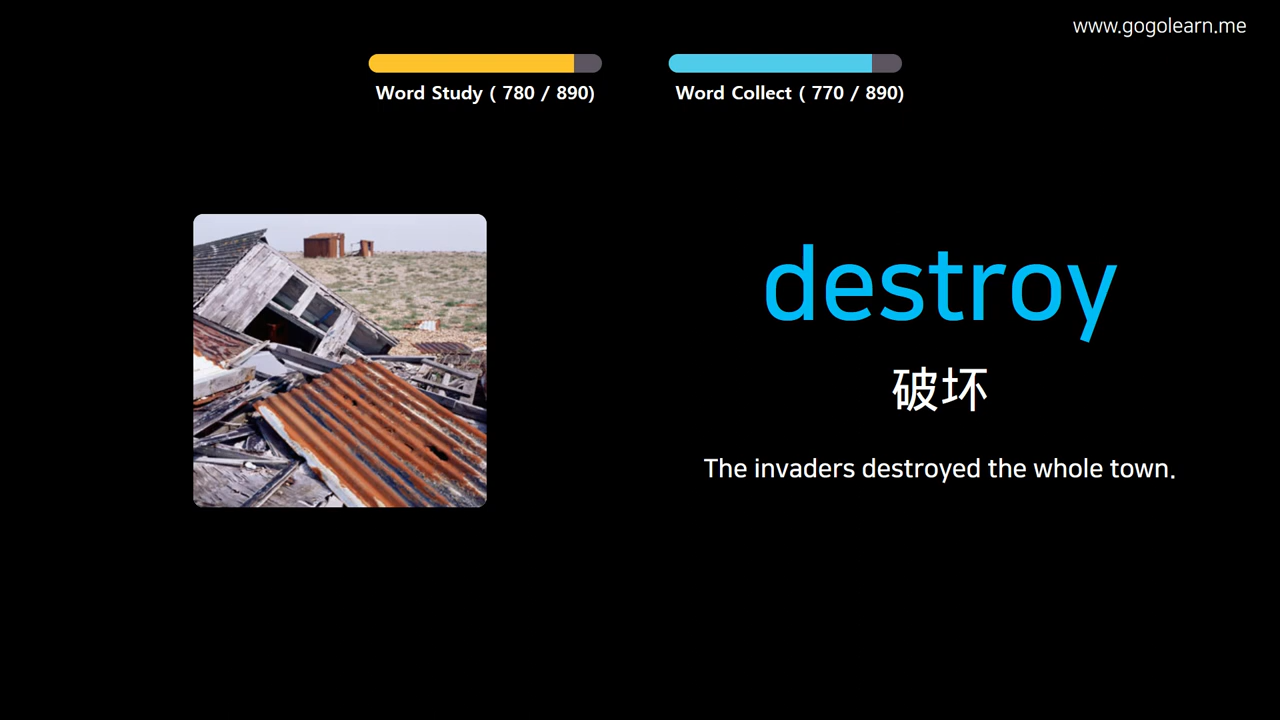 www.gogolearn.me
Word Study ( 780 / 890)
Word Collect ( 770 / 890)
destroy
破坏
The invaders destroyed the whole town.